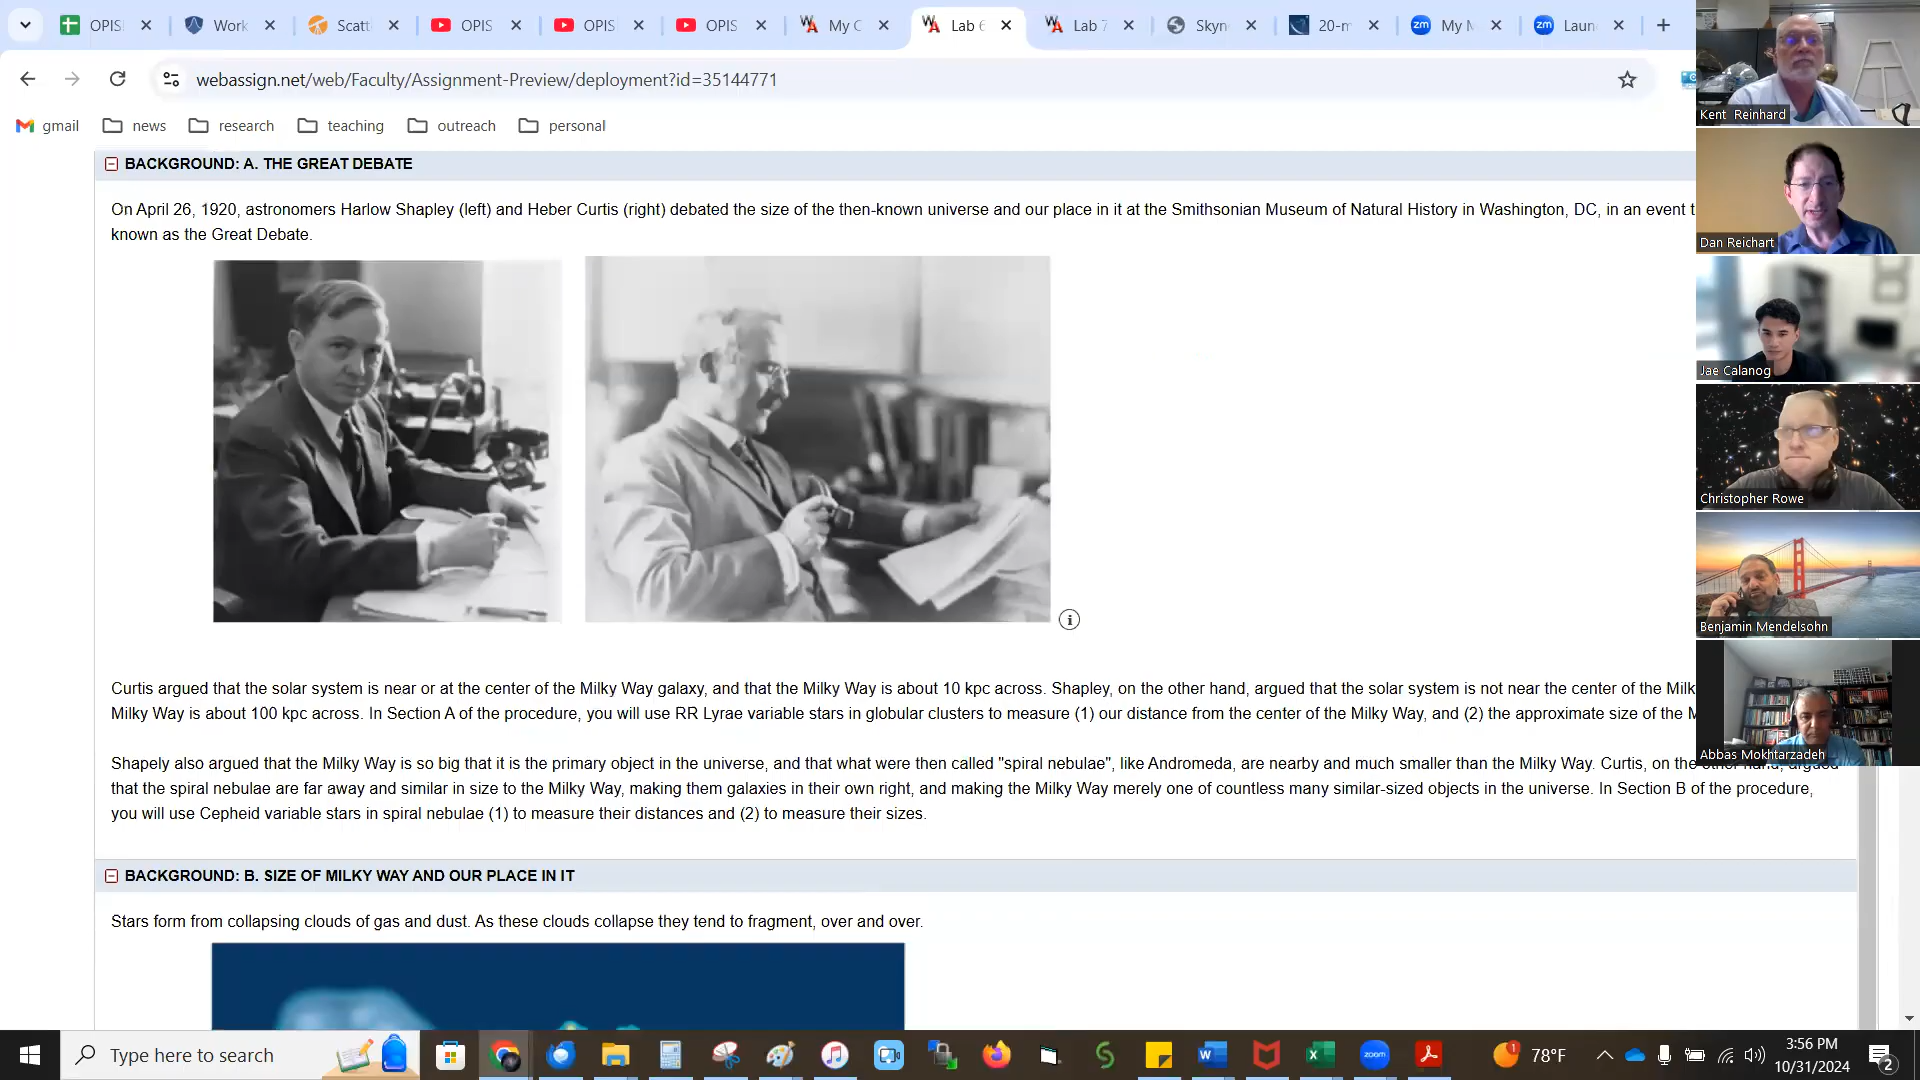 OPIS
Work
Scatt
OPIS
OPIS
OPIS
My C
Lab 6
Lab 7
Skyn
20-m
My M
Laun
webassign.net/web/Faculty/Assignment-Preview/deployment?id=35144771
gmail
news
research
teaching
outreach
personal
BACKGROUND: A. THE GREAT DEBATE
On April 26, 1920, astronomers Harlow Shapley (left) and Heber Curtis (right) debated the size of the then-known universe and our place in it at the Smithsonian Museum of Natural History in Washington, DC, in an event t
known as the Great Debate.
Curtis argued that the solar system is near or at the center of the Milky Way galaxy, and that the Milky Way is about 10 kpc across. Shapley, on the other hand, argued that the solar system is not near the center of the Milk
Milky Way is about 100 kpc across. In Section A of the procedure, you will use RR Lyrae variable stars in globular clusters to measure (1) our distance from the center of the Milky Way, and (2) the approximate size of the M
Shapely also argued that the Milky Way is so big that it is the primary object in the universe, and that what were then called "spiral nebulae", like Andromeda, are nearby and much smaller than the Milky Way. Curtis, on the other hand, argued
that the spiral nebulae are far away and similar in size to the Milky Way, making them galaxies in their own right, and making the Milky Way merely one of countless many similar-sized objects in the universe. In Section B of the procedure,
you will use Cepheid variable stars in spiral nebulae (1) to measure their distances and (2) to measure their sizes.
BACKGROUND: B. SIZE OF MILKY WAY AND OUR PLACE IN IT
Stars form from collapsing clouds of gas and dust. As these clouds collapse they tend to fragment, over and over.
Kent Reinhard
Dan Reichart
Jae Calanog
Christopher Rowe
Benjamin Mendelsohn
Abbas Mokhtarzadeh
Type here to search
zoom
1
78°F
3:56 PM
10/31/2024
2